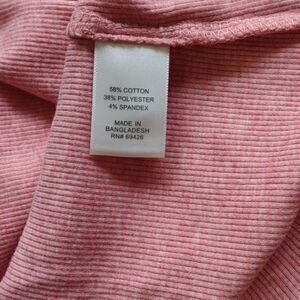 58% COTTON
38% POLYESTER
4% SPANDEX
MADE IN
BANGLADESH
RN# 69426